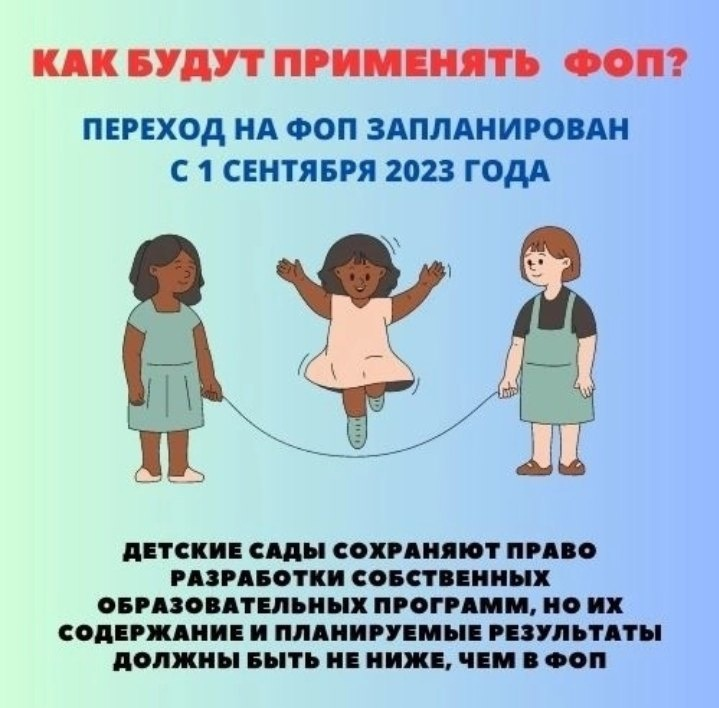 КАК БУДУТ ПРИМЕНЯТЬ ФОП?
ПЕРЕХОД НА ФОП ЗАПЛАНИРОВАН
С 1 СЕНТЯБРЯ 2023 ГОДА
ДЕТСКИЕ САДЫ СОХРАНЯЮТ ПРАВО
РАЗРАБОТКИ СОБСТВЕННЫХ
ОБРАЗОВАТЕЛЬНЫХ ПРОГРАММ, НО ИХ
СОДЕРЖАНИЕ И ПЛАНИРУЕМЫЕ РЕЗУЛЬТАТЫ
ДОЛЖНЫ БЫТЬ НЕ НИЖЕ, ЧЕМ В ФОП